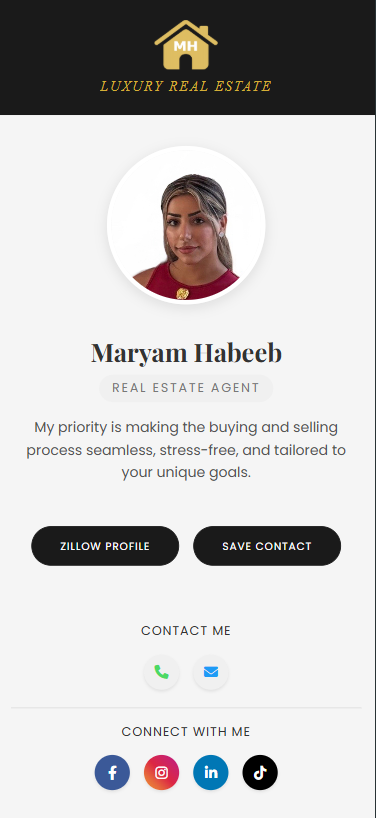 MH
LUXURY REAL ESTATE
Maryam Habeeb
REAL ESTATE AGENT
My priority is making the buying and selling
process seamless, stress-free, and tailored to
your unique goals.
ZILLOW PROFILE
SAVE CONTACT
CONTACT ME
CONNECT WITH ME